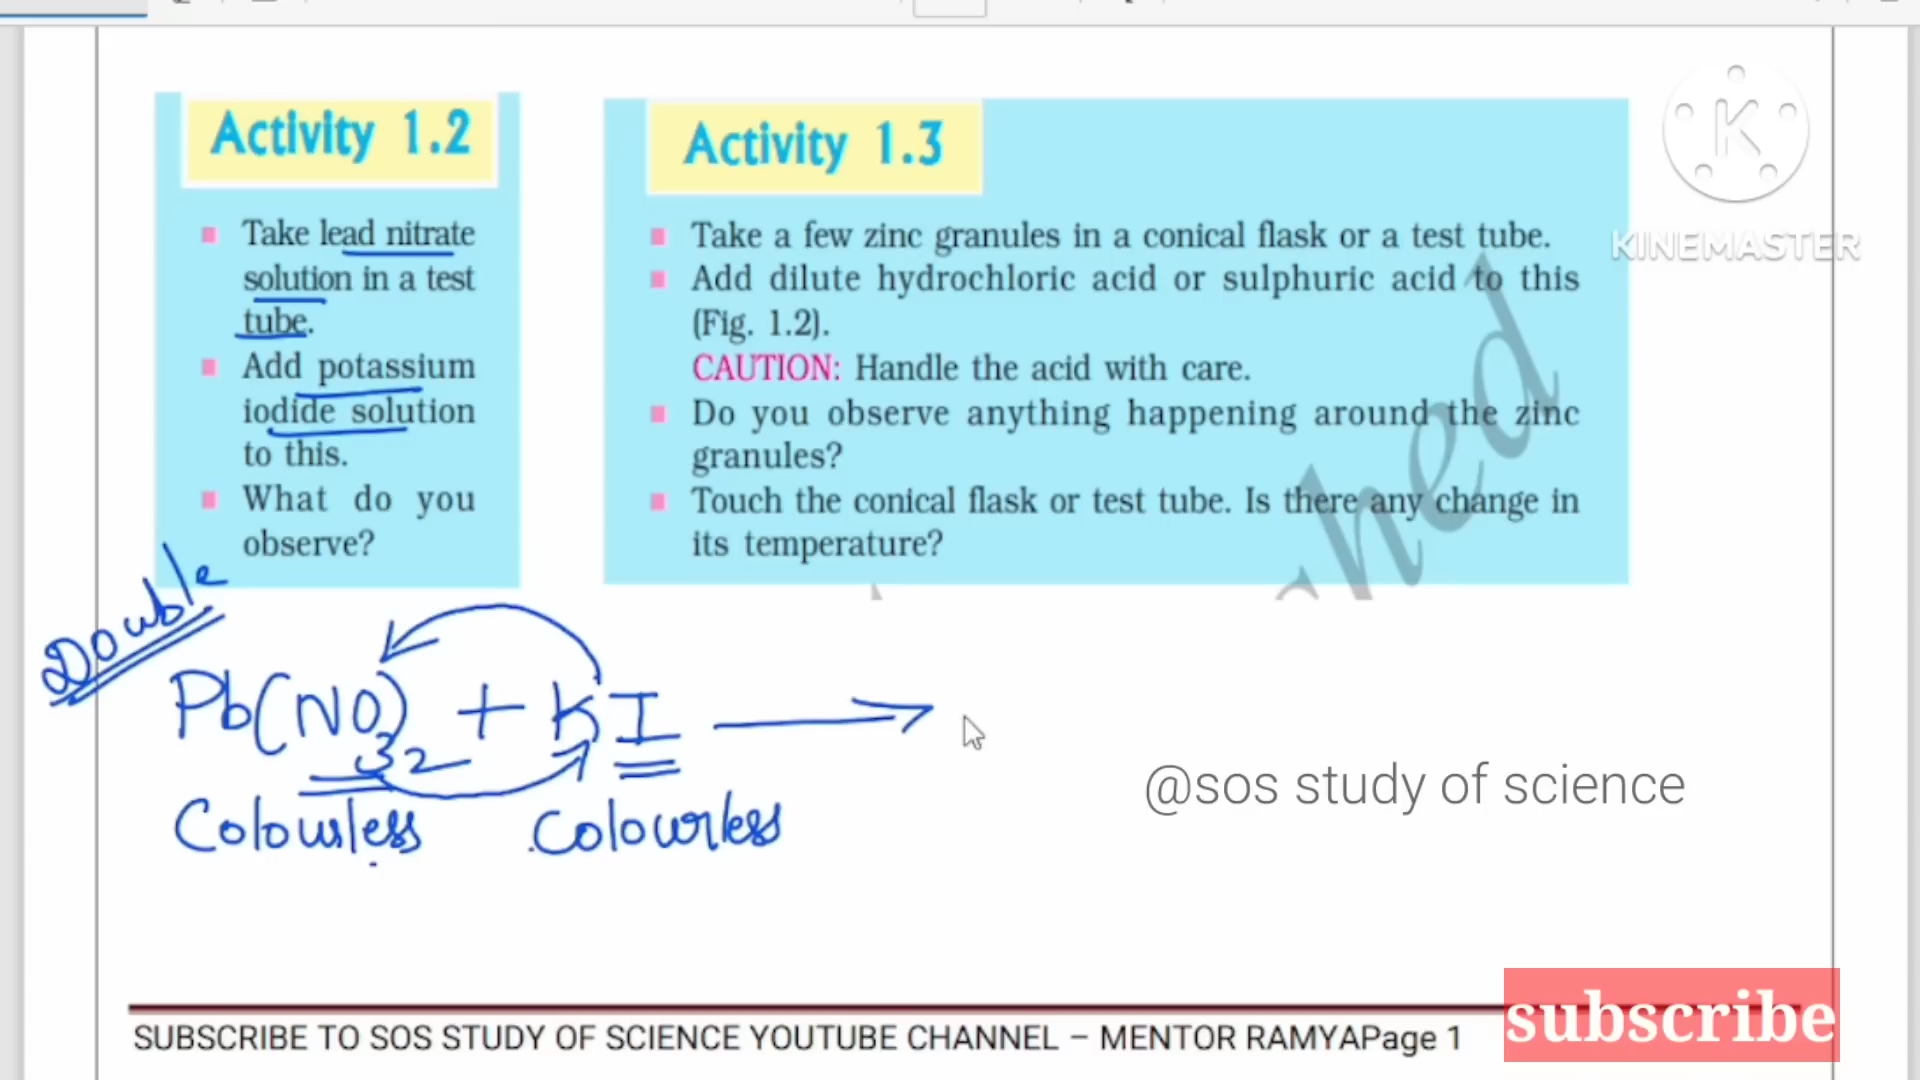 Activity 1.2
Take lead nitrate
solution in a test
tube.
Add potassium
iodide solution
to this.
What do you
observe?
Activity 1.3
Take a few zinc granules in a conical flask or a test tube.
Add dilute hydrochloric acid or sulphuric acid to this
(Fig. 1.2).
CAUTION: Handle the acid with care.
Do you observe anything happening around the zinc
granules?
Touch the conical flask or test tube. Is there any change in
its temperature?
K
KINEMASTER
hed
Double
Pb(NO3)2 + KI →
Colourless Colourless
@sos study of science
subscribe
SUBSCRIBE TO SOS STUDY OF SCIENCE YOUTUBE CHANNEL – MENTOR RAMYAPage 1